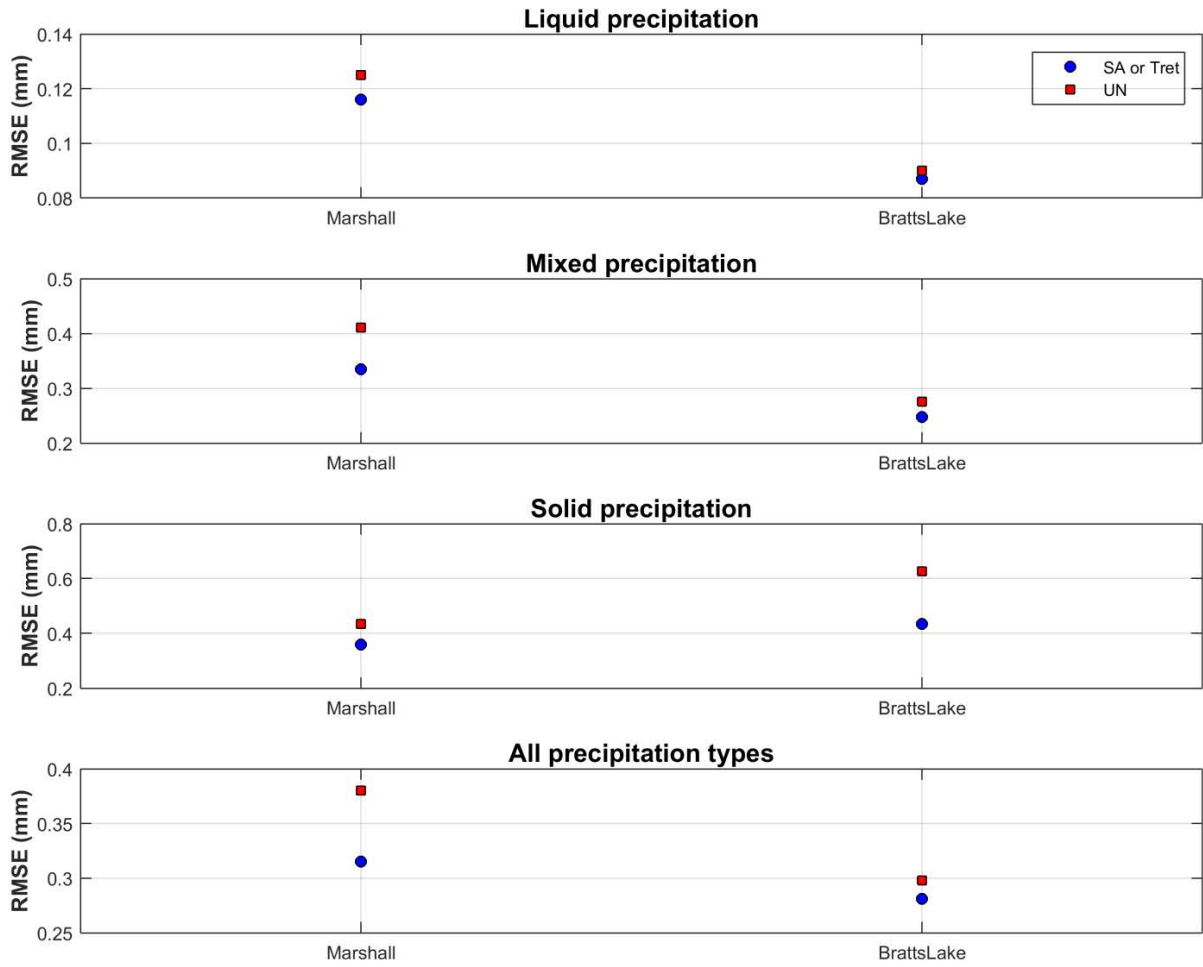 Liquid precipitation
0.14
0.12
0.1
0.08
RMSE (mm)
SA or Tret
UN
Marshall
BrattsLake
Mixed precipitation
0.5
0.4
0.3
0.2
RMSE (mm)
Marshall
BrattsLake
Solid precipitation
0.8
0.6
0.4
0.2
RMSE (mm)
Marshall
BrattsLake
All precipitation types
0.4
0.35
0.3
0.25
RMSE (mm)
Marshall
BrattsLake